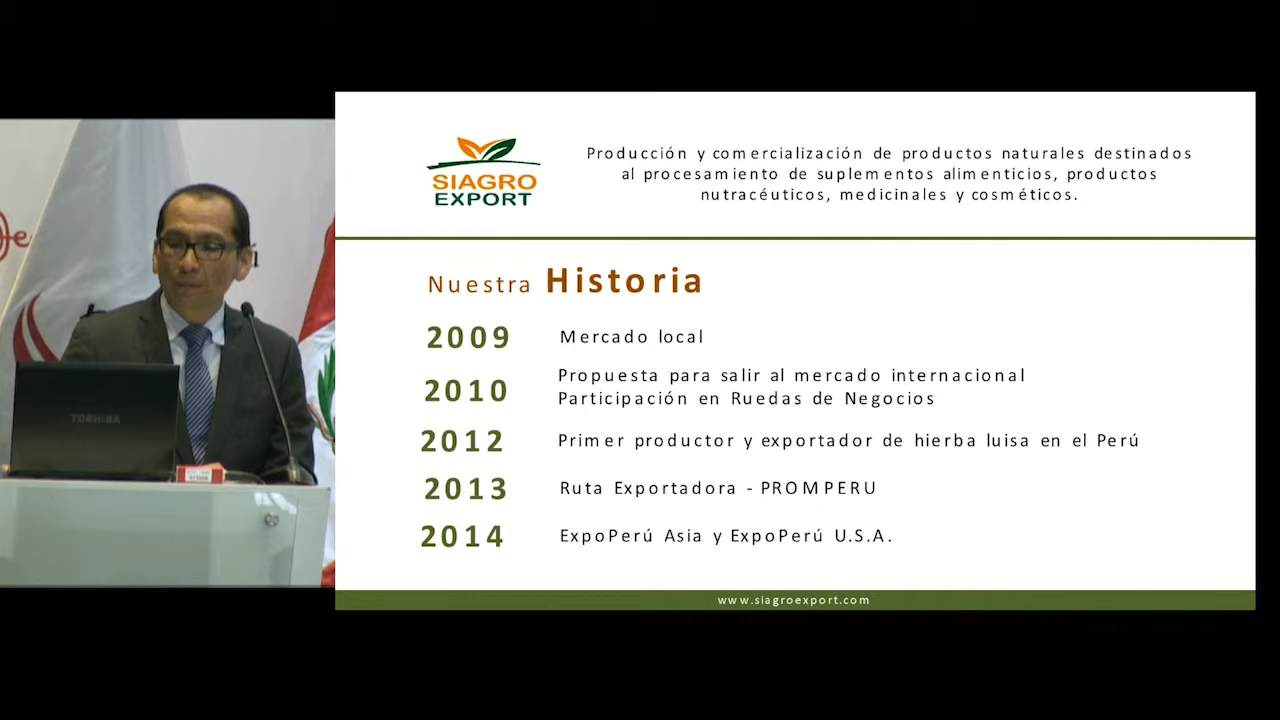 SIAGRO
EXPORT
Producción y comercialización de productos naturales destinados
al procesamiento de suplementos alimenticios, productos
nutracéuticos, medicinales y cosméticos.
Nuestra Historia
2009 Mercado local
2010 Propuesta para salir al mercado internacional
Participación en Ruedas de Negocios
2012 Primer productor y exportador de hierba luisa en el Perú
2013 Ruta Exportadora - PROMPERU
2014 ExpoPerú Asia y ExpoPerú U.S.A.
www.siagroexport.com
TOSHIBA